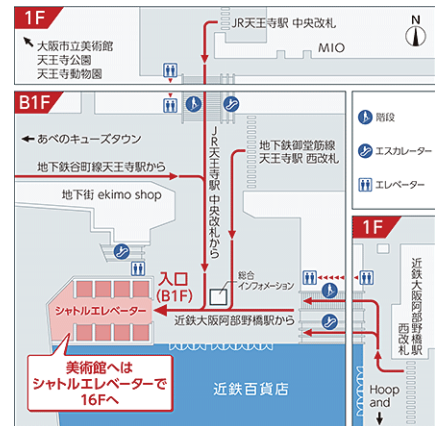 1F
大阪市立美術館
天王寺公園
天王寺動物園
JR天王寺駅 中央改札
MIO
N
B1F
あべのキューズタウン
地下鉄谷町線天王寺駅から
地下街 ekimo shop
JR天王寺駅 中央改札から
地下鉄御堂筋線
天王寺駅 西改札
階段
エスカレーター
エレベーター
1F
入口
(B1F)
総合
インフォメーション
シャトルエレベーター
近鉄大阪阿部野橋駅から
近鉄大阪阿部野橋駅
西改札
美術館へは
シャトルエレベーターで
16Fへ
近鉄百貨店
Hoop
and